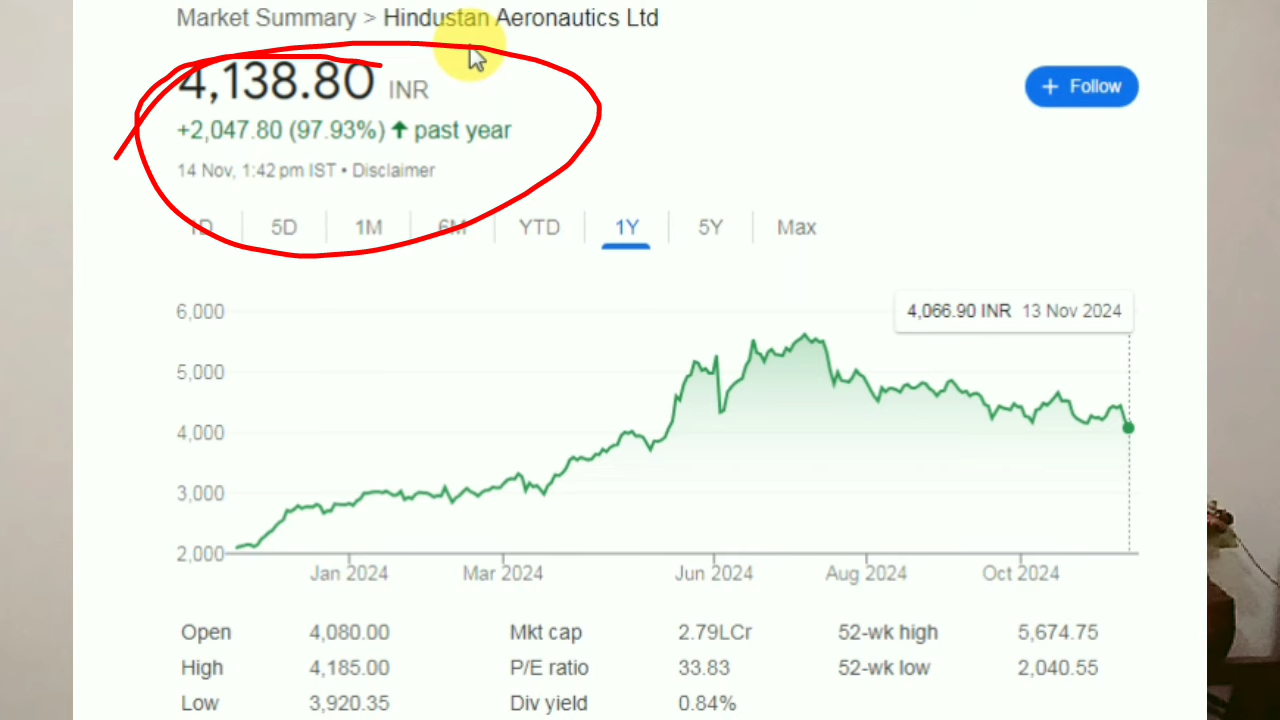 Market Summary > Hindustan Aeronautics Ltd
4,138.80 INR
+ Follow
+2,047.80 (97.93%) ↑ past year
14 Nov, 1:42 pm IST • Disclaimer
1D 5D 1M 6M YTD 1Y 5Y Max
4,066.90 INR 13 Nov 2024
6,000
5,000
4,000
3,000
2,000
Jan 2024 Mar 2024 Jun 2024 Aug 2024 Oct 2024
Open 4,080.00 Mkt cap 2.79LCr 52-wk high 5,674.75
High 4,185.00 P/E ratio 33.83 52-wk low 2,040.55
Low 3,920.35 Div yield 0.84%